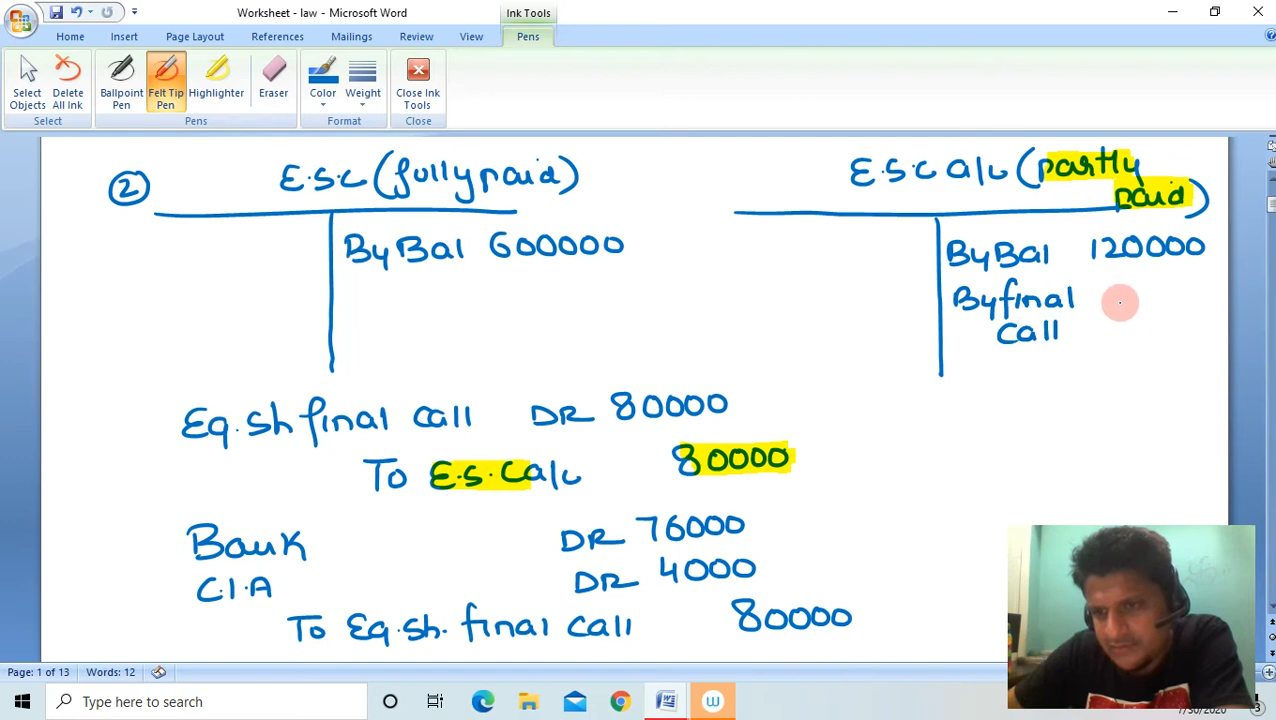 Worksheet - law - Microsoft Word
Ink Tools
Home Insert Page Layout References Mailings Review View Pens
Select Objects
Delete All Ink
Ballpoint Pen
Felt Tip Pen
Highlighter
Eraser
Color
Weight
Close Ink Tools
Select Pens Format Close
② E.S.C (fully paid)
E.S.C A/c (partly paid)
By Bal 600000
By Bal 120000
By final call
Eq. Sh final call DR 80000
To E.S.C a/c 80000
Bank DR 76000
C.I.A DR 4000
To Eq. sh. final call 80000
Page: 1 of 13 Words: 12
Type here to search
7/30/2020